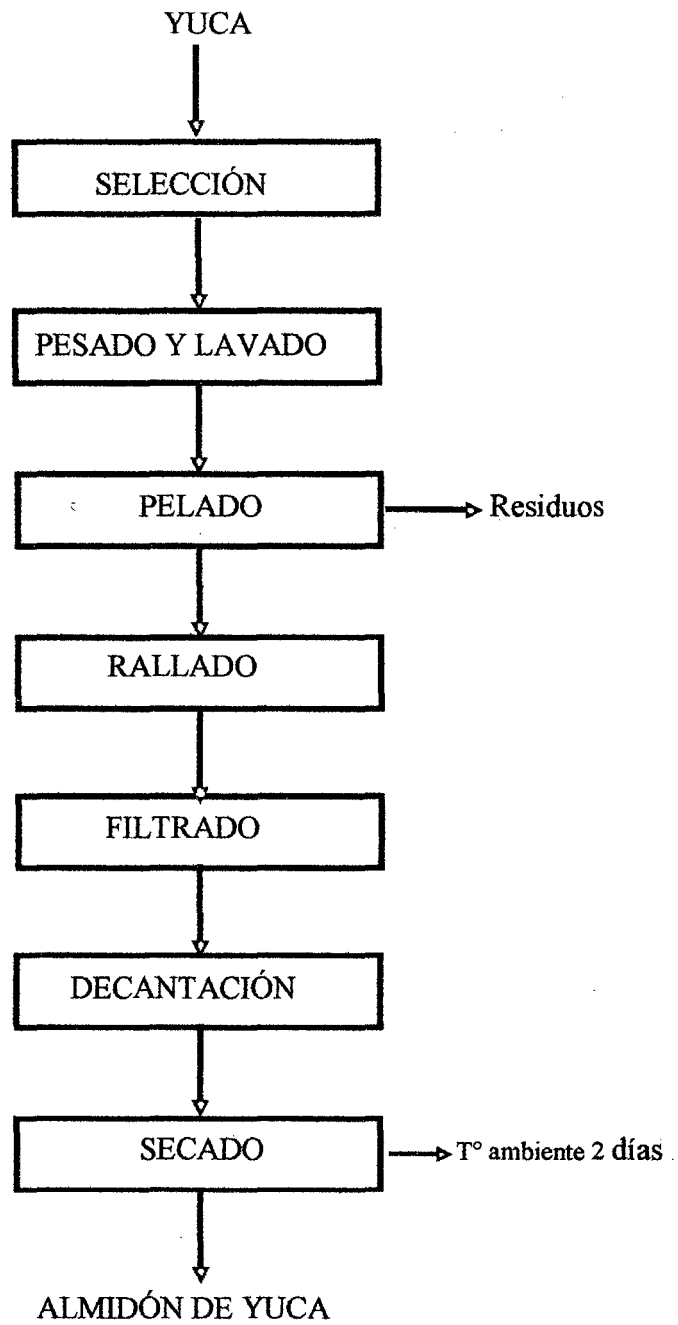 YUCA
SELECCIÓN
PESADO Y LAVADO
PELADO
Residuos
RALLADO
FILTRADO
DECANTACIÓN
SECADO
T° ambiente 2 días
ALMIDÓN DE YUCA